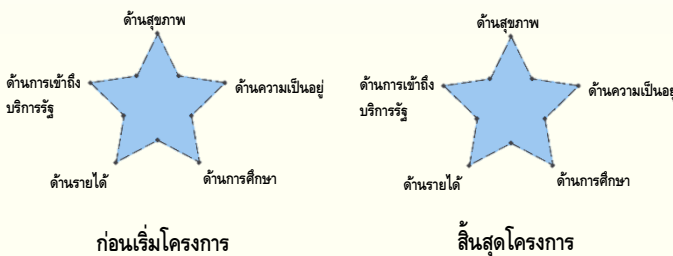 ด้านสุขภาพ
ด้านการเข้าถึง
บริการรัฐ
ด้านความเป็นอยู่
ด้านรายได้
ด้านการศึกษา
ก่อนเริ่มโครงการ
ด้านสุขภาพ
ด้านการเข้าถึง
บริการรัฐ
ด้านความเป็นอยู่
ด้านรายได้
ด้านการศึกษา
สิ้นสุดโครงการ